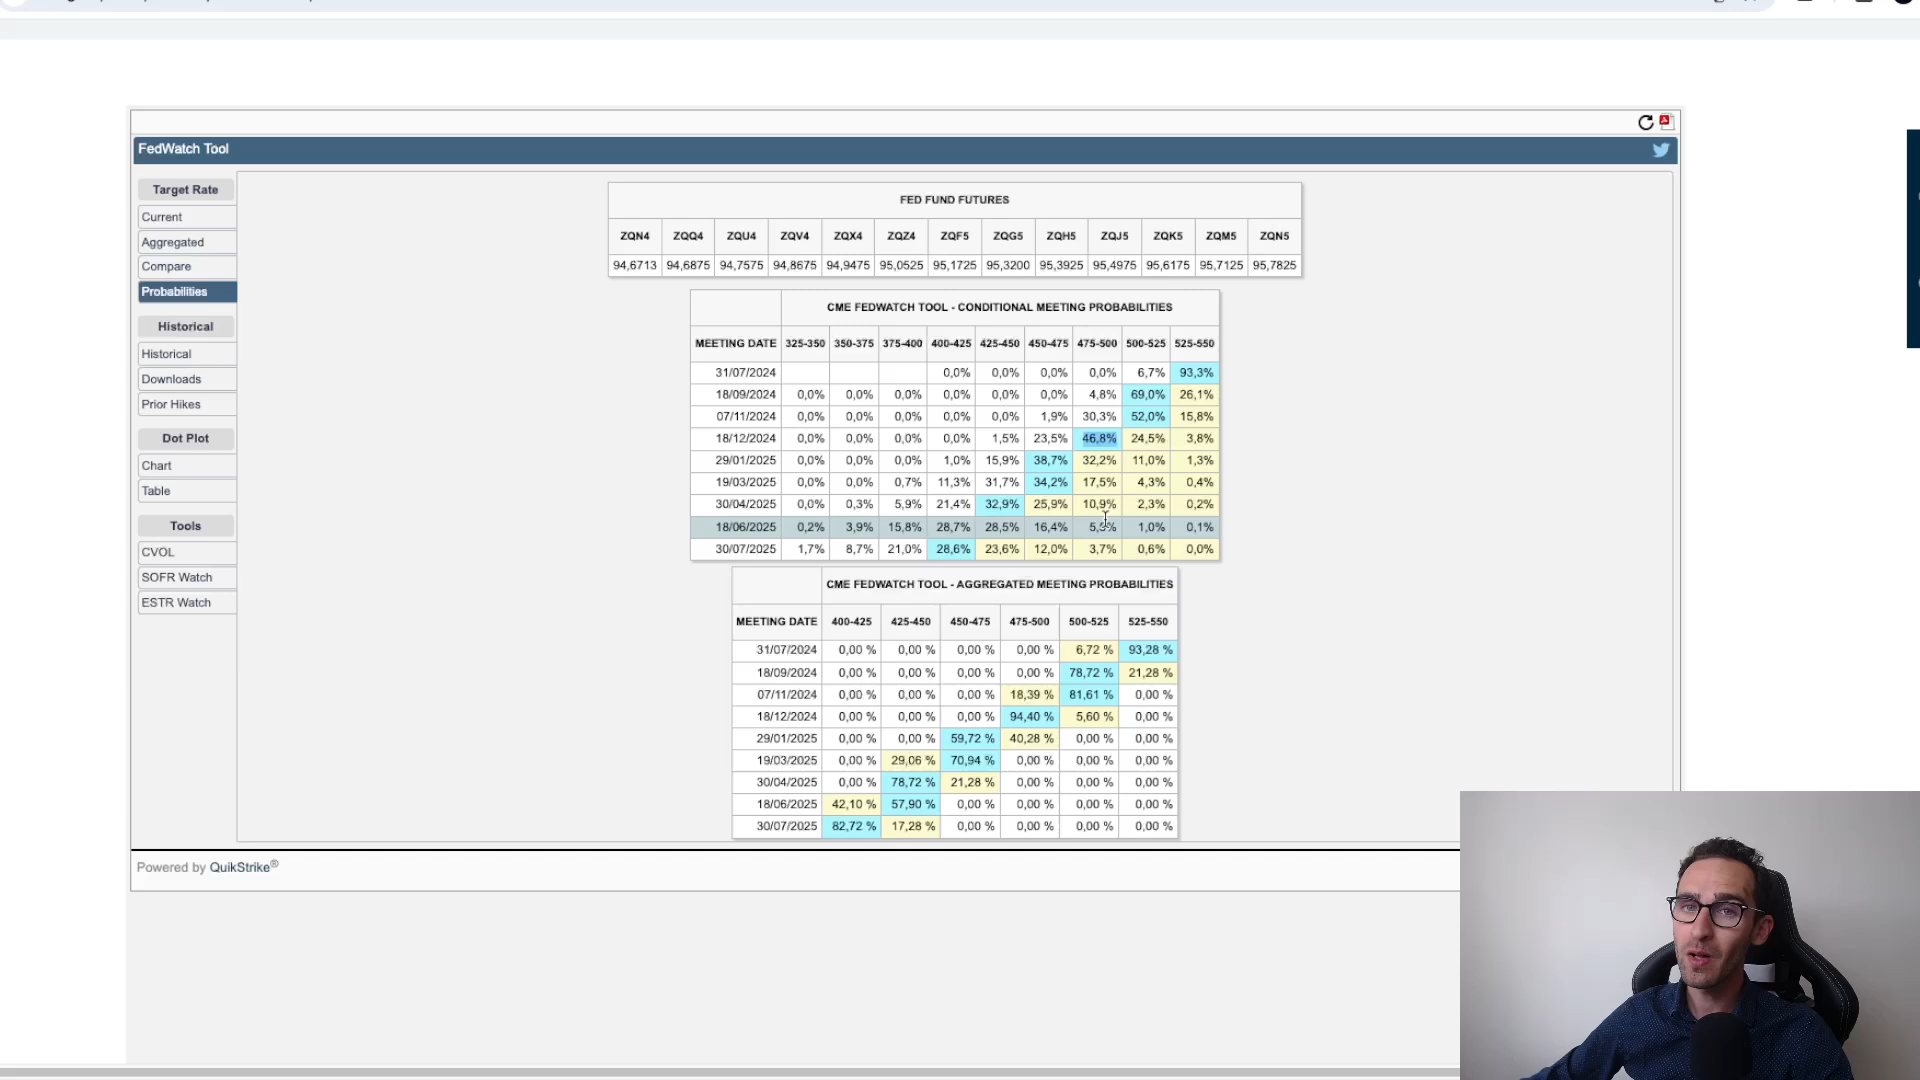 FedWatch Tool
Target Rate
Current
Aggregated
Compare
Probabilities
Historical
Historical
Downloads
Prior Hikes
Dot Plot
Chart
Table
Tools
CVOL
SOFR Watch
ESTR Watch
FED FUND FUTURES
ZQN4 ZQQ4 ZQU4 ZQV4 ZQX4 ZQZ4 ZQF5 ZQG5 ZQH5 ZQJ5 ZQK5 ZQM5 ZQN5
94,6713 94,6875 94,7575 94,8675 94,9475 95,0525 95,1725 95,3200 95,3925 95,4975 95,6175 95,7125 95,7825
CME FEDWATCH TOOL - CONDITIONAL MEETING PROBABILITIES
MEETING DATE 325-350 350-375 375-400 400-425 425-450 450-475 475-500 500-525 525-550
31/07/2024 0,0% 0,0% 0,0% 0,0% 6,7% 93,3%
18/09/2024 0,0% 0,0% 0,0% 0,0% 0,0% 0,0% 4,8% 69,0% 26,1%
07/11/2024 0,0% 0,0% 0,0% 0,0% 0,0% 1,9% 30,3% 52,0% 15,8%
18/12/2024 0,0% 0,0% 0,0% 0,0% 1,5% 23,5% 46,8% 24,5% 3,8%
29/01/2025 0,0% 0,0% 0,0% 1,0% 15,9% 38,7% 32,2% 11,0% 1,3%
19/03/2025 0,0% 0,0% 0,7% 11,3% 31,7% 34,2% 17,5% 4,3% 0,4%
30/04/2025 0,0% 0,3% 5,9% 21,4% 32,9% 25,9% 10,9% 2,3% 0,2%
18/06/2025 0,2% 3,9% 15,8% 28,7% 28,5% 16,4% 1,0% 0,1%
30/07/2025 1,7% 8,7% 21,0% 28,6% 23,6% 12,0% 3,7% 0,6% 0,0%
CME FEDWATCH TOOL - AGGREGATED MEETING PROBABILITIES
MEETING DATE 400-425 425-450 450-475 475-500 500-525 525-550
31/07/2024 0,00 % 0,00 % 0,00 % 0,00 % 6,72 % 93,28 %
18/09/2024 0,00 % 0,00 % 0,00 % 0,00 % 78,72 % 21,28 %
07/11/2024 0,00 % 0,00 % 0,00 % 18,39 % 81,61 % 0,00 %
18/12/2024 0,00 % 0,00 % 0,00 % 94,40 % 5,60 % 0,00 %
29/01/2025 0,00 % 0,00 % 59,72 % 40,28 % 0,00 % 0,00 %
19/03/2025 0,00 % 29,06 % 70,94 % 0,00 % 0,00 % 0,00 %
30/04/2025 0,00 % 78,72 % 21,28 % 0,00 % 0,00 % 0,00 %
18/06/2025 42,10 % 57,90 % 0,00 % 0,00 % 0,00 % 0,00 %
30/07/2025 82,72 % 17,28 % 0,00 % 0,00 % 0,00 % 0,00 %
Powered by QuikStrike®